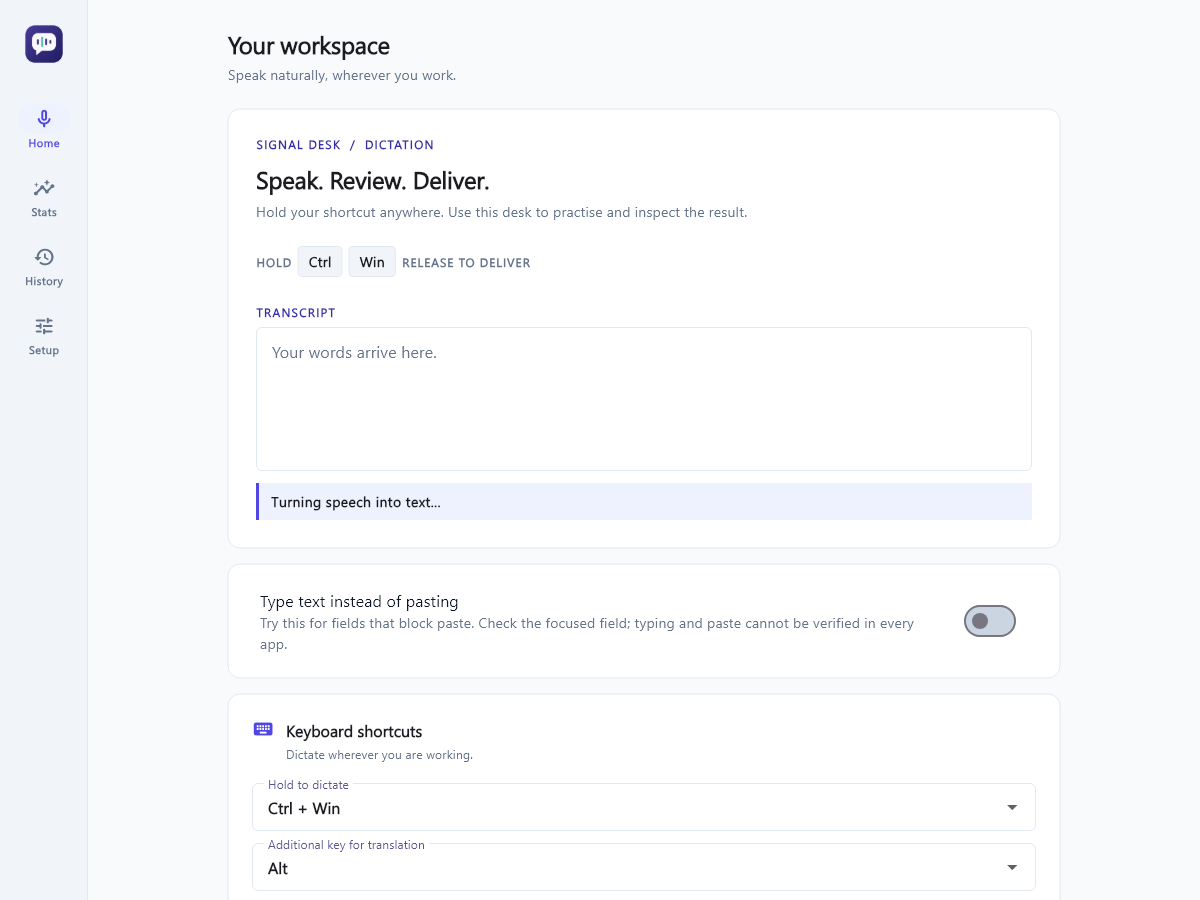 Your workspace
Speak naturally, wherever you work.
Home
Stats
History
Setup
SIGNAL DESK / DICTATION
Speak. Review. Deliver.
Hold your shortcut anywhere. Use this desk to practise and inspect the result.
HOLD Ctrl Win RELEASE TO DELIVER
TRANSCRIPT
Your words arrive here.
Turning speech into text...
Type text instead of pasting
Try this for fields that block paste. Check the focused field; typing and paste cannot be verified in every
app.
Keyboard shortcuts
Dictate wherever you are working.
Hold to dictate
Ctrl + Win
Additional key for translation
Alt